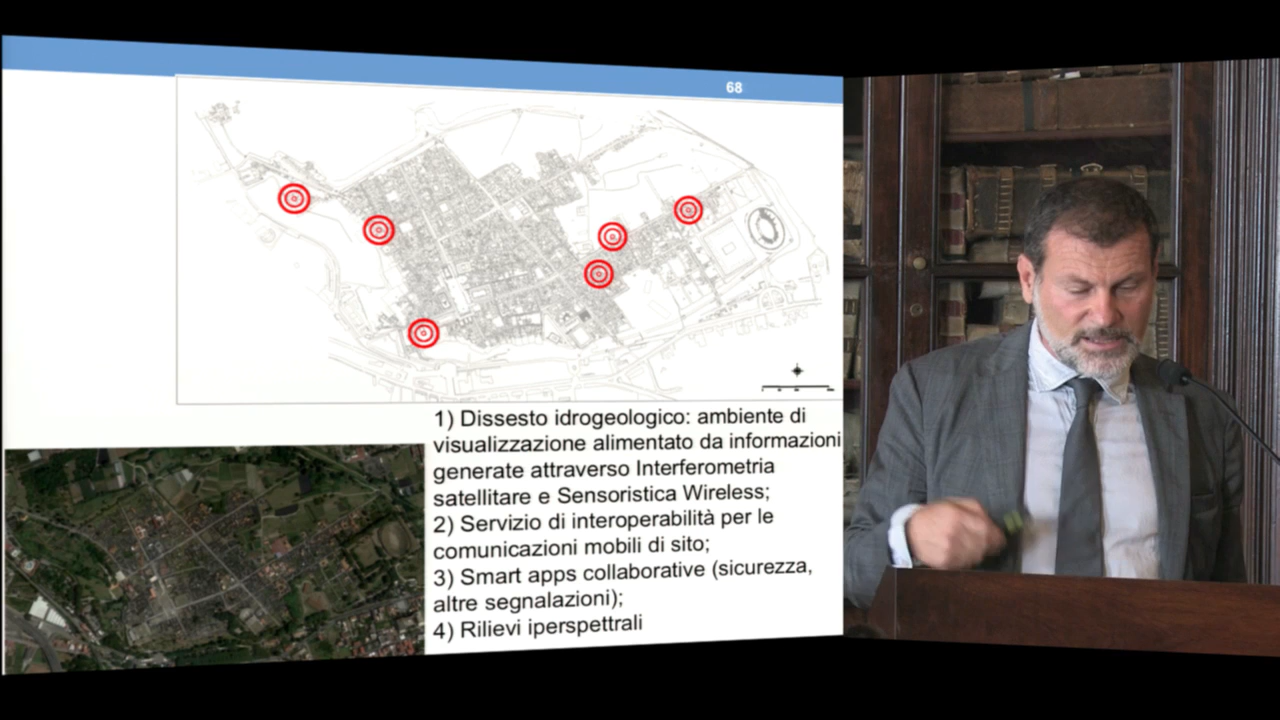 68
1) Dissesto idrogeologico: ambiente di
visualizzazione alimentato da informazioni
generate attraverso Interferometria
satellitare e Sensoristica Wireless;
2) Servizio di interoperabilità per le
comunicazioni mobili di sito;
3) Smart apps collaborative (sicurezza,
altre segnalazioni);
4) Rilievi iperspettrali